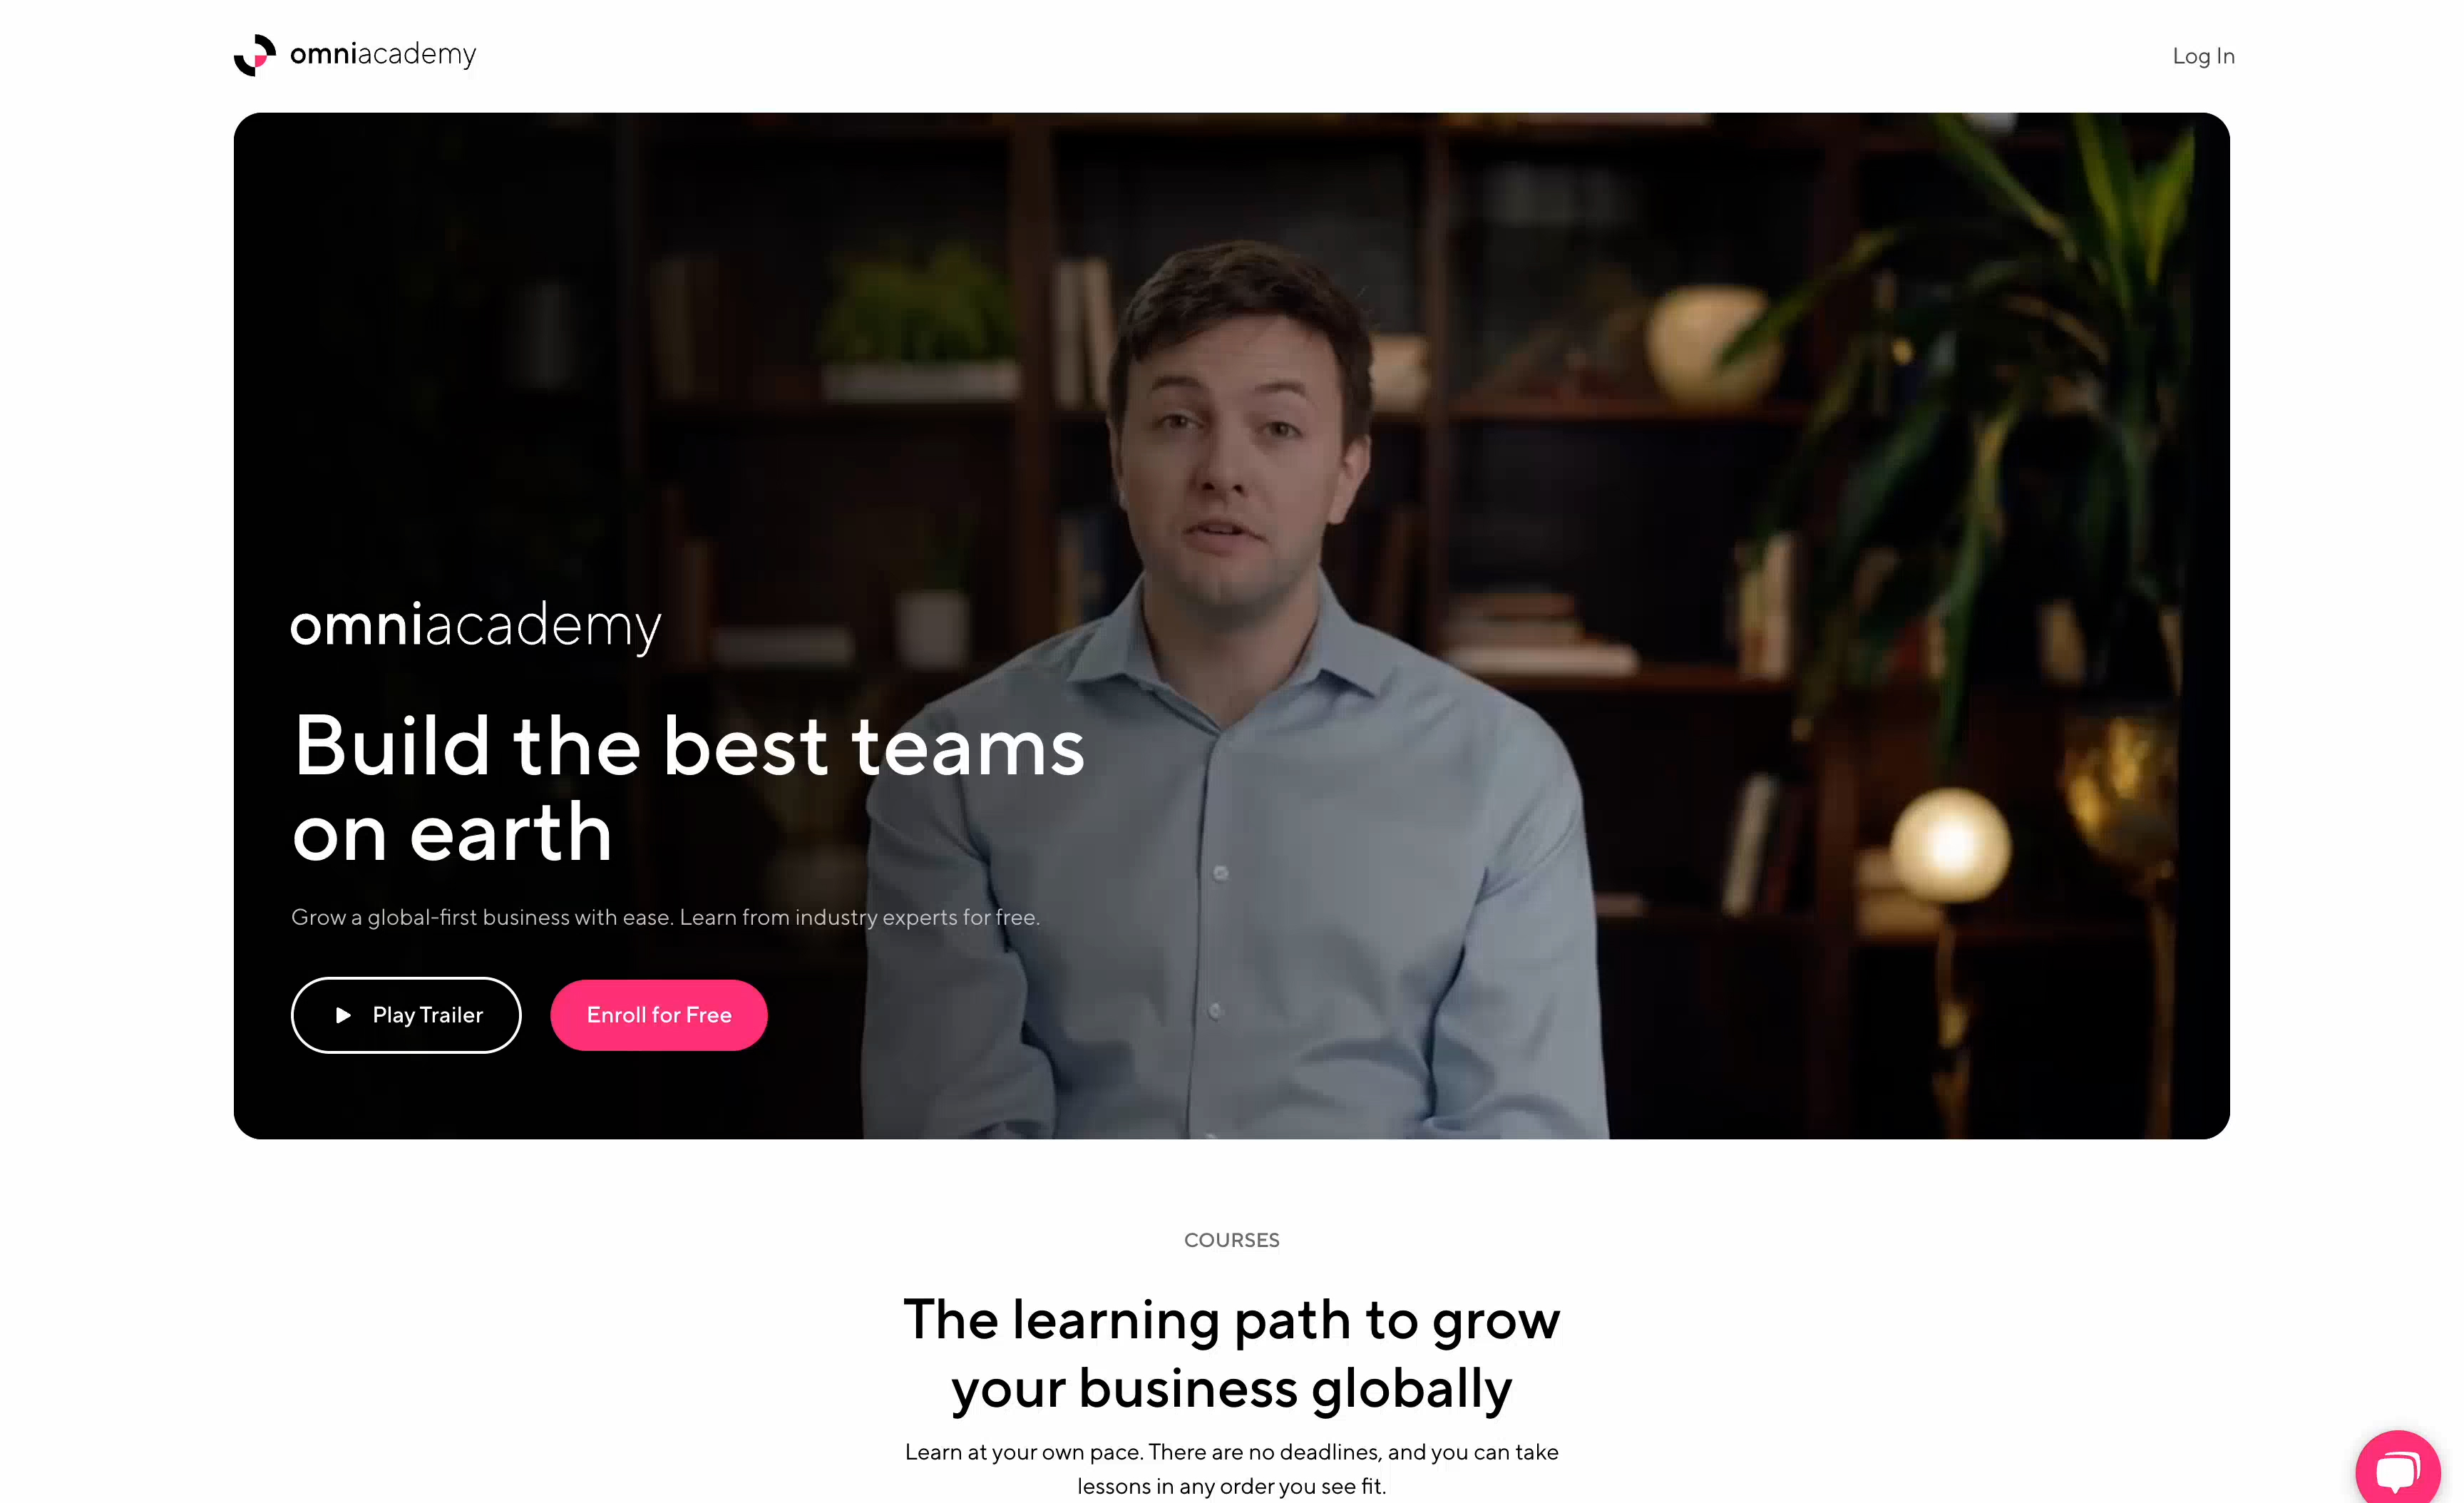 omniacademy
Log In
omniacademy
Build the best teams
on earth
Grow a global-first business with ease. Learn from industry experts for free.
Play Trailer
Enroll for Free
COURSES
The learning path to grow
your business globally
Learn at your own pace. There are no deadlines, and you can take
lessons in any order you see fit.